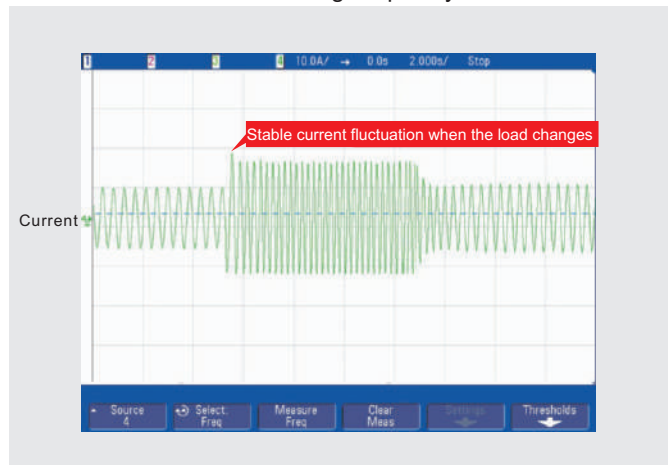 1 2 3 4 10.0A/ → 0.0s 2.000s/ Stop
Stable current fluctuation when the load changes
Current
Source Select: Measure Clear Settings Thresholds
4 Freq Freq Meas